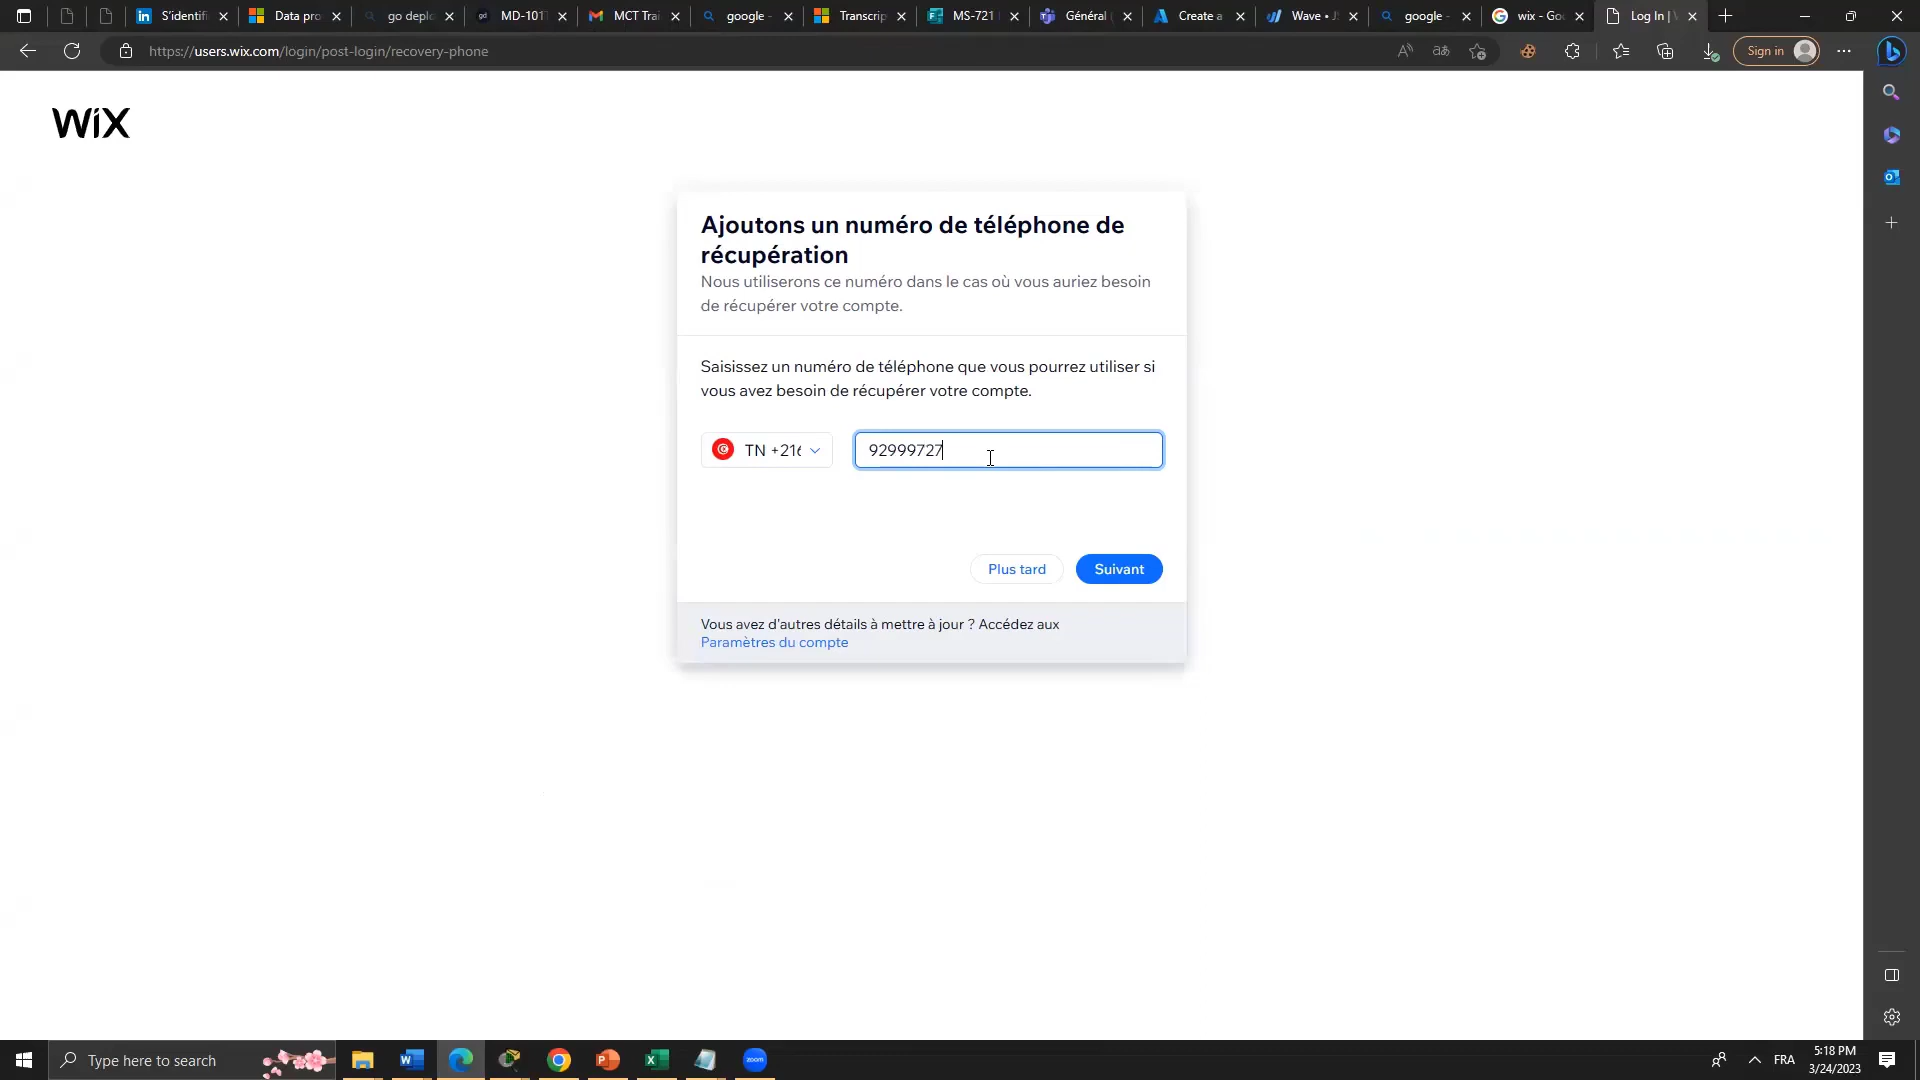 S'identifi
Data pro
go deplo
MD-101T
MCT Trai
google -
Transcrip
MS-721
Général (
Create a
Wave • J
google -
wix - Goo
Log In |
https://users.wix.com/login/post-login/recovery-phone
Sign in
WiX
Ajoutons un numéro de téléphone de
récupération
Nous utiliserons ce numéro dans le cas où vous auriez besoin
de récupérer votre compte.
Saisissez un numéro de téléphone que vous pourrez utiliser si
vous avez besoin de récupérer votre compte.
TN +216
92999727
Plus tard
Suivant
Vous avez d'autres détails à mettre à jour ? Accédez aux
Paramètres du compte
Type here to search
zoom
FRA
5:18 PM
3/24/2023